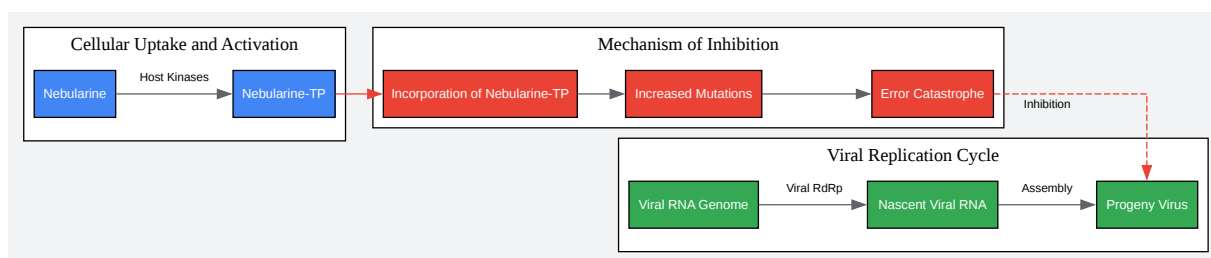 Cellular Uptake and Activation
Nebularine
Host Kinases
Nebularine-TP
Mechanism of Inhibition
Incorporation of Nebularine-TP
Increased Mutations
Error Catastrophe
Inhibition
Viral Replication Cycle
Viral RNA Genome
Viral RdRp
Nascent Viral RNA
Assembly
Progeny Virus